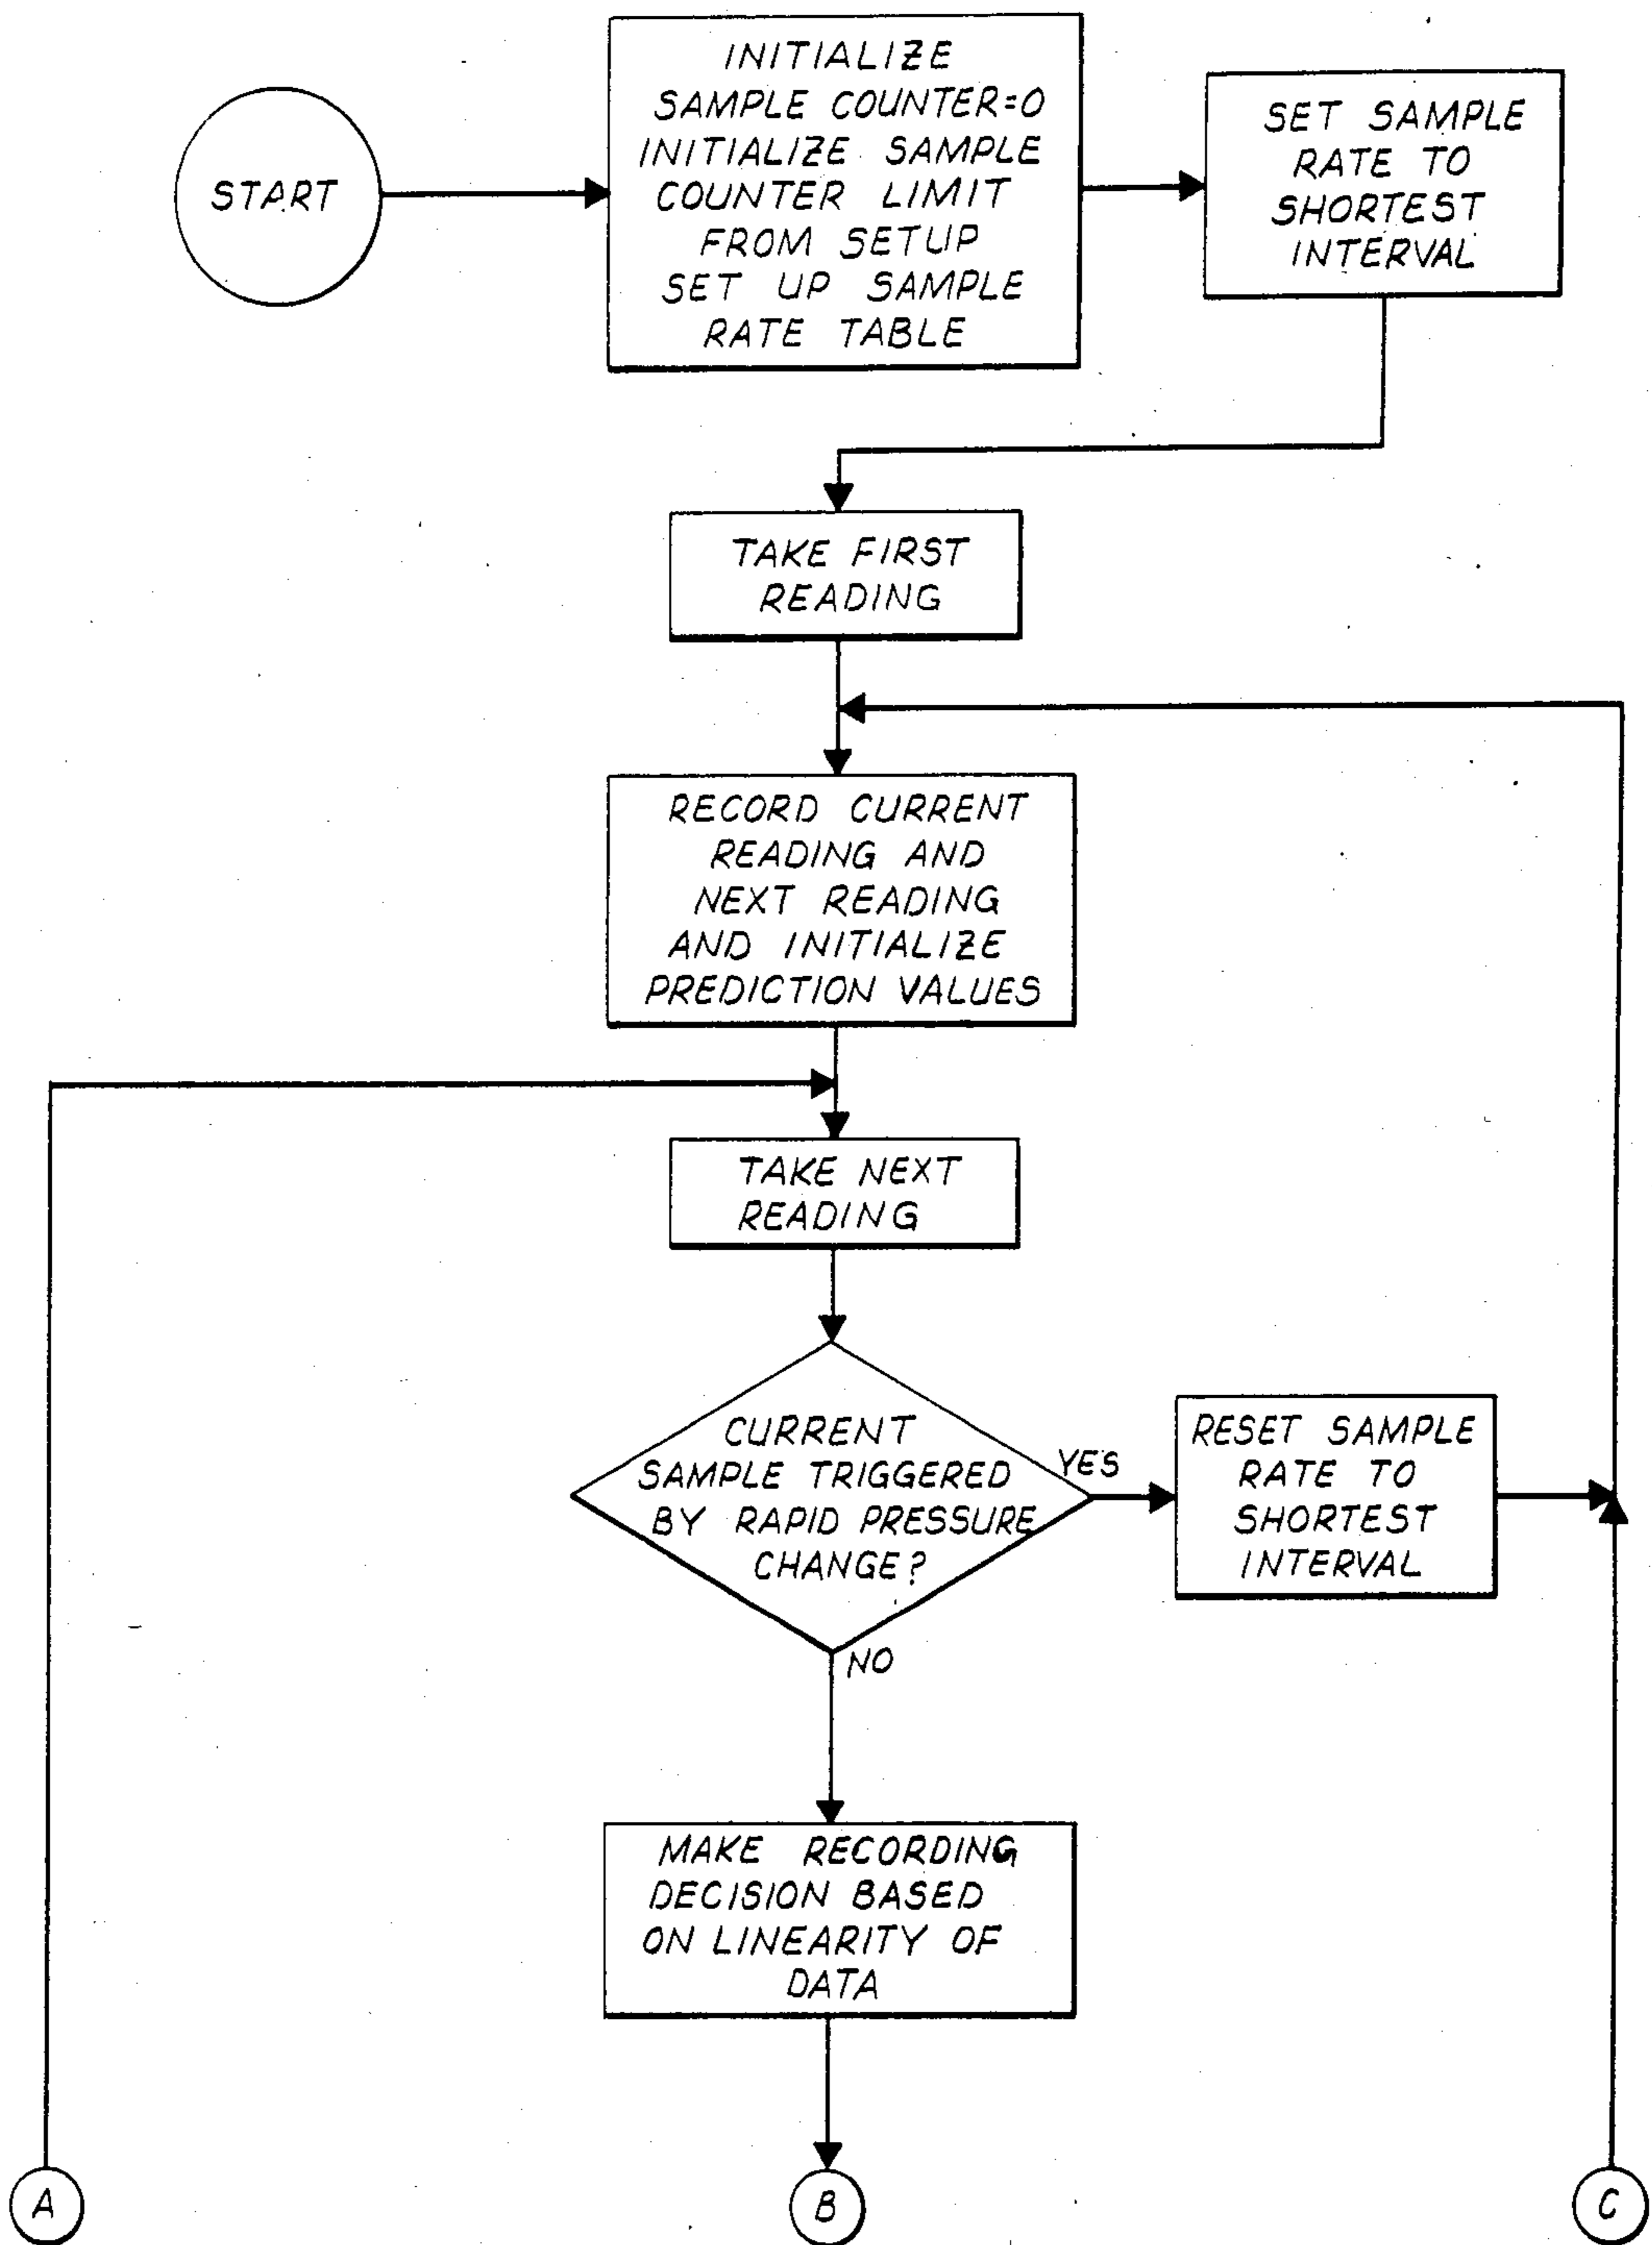 START
INITIALIZE
SAMPLE COUNTER=0
INITIALIZE SAMPLE
COUNTER LIMIT
FROM SETUP
SET UP SAMPLE
RATE TABLE
SET SAMPLE
RATE TO
SHORTEST
INTERVAL
TAKE FIRST
READING
RECORD CURRENT
READING AND
NEXT READING
AND INITIALIZE
PREDICTION VALUES
TAKE NEXT
READING
CURRENT
SAMPLE TRIGGERED
BY RAPID PRESSURE
CHANGE?
YES
RESET SAMPLE
RATE TO
SHORTEST
INTERVAL
NO
MAKE RECORDING
DECISION BASED
ON LINEARITY OF
DATA
A
B
C